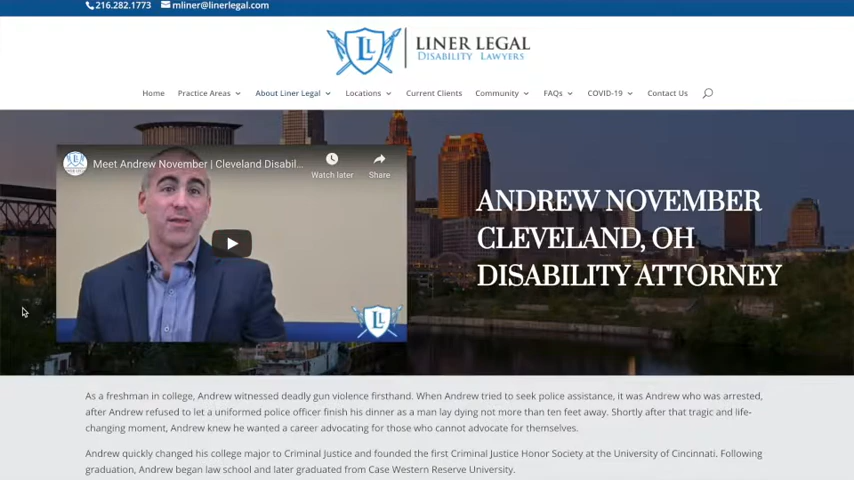 216.282.1773 mliner@linerlegal.com
LL
LINER LEGAL
DISABILITY LAWYERS
Home Practice Areas About Liner Legal Locations Current Clients Community FAQs COVID-19 Contact Us
Meet Andrew November | Cleveland Disabil...
Watch later Share
LL
ANDREW NOVEMBER
CLEVELAND, OH
DISABILITY ATTORNEY
As a freshman in college, Andrew witnessed deadly gun violence firsthand. When Andrew tried to seek police assistance, it was Andrew who was arrested,
after Andrew refused to let a uniformed police officer finish his dinner as a man lay dying not more than ten feet away. Shortly after that tragic and life-
changing moment, Andrew knew he wanted a career advocating for those who cannot advocate for themselves.
Andrew quickly changed his college major to Criminal Justice and founded the first Criminal Justice Honor Society at the University of Cincinnati. Following
graduation, Andrew began law school and later graduated from Case Western Reserve University.